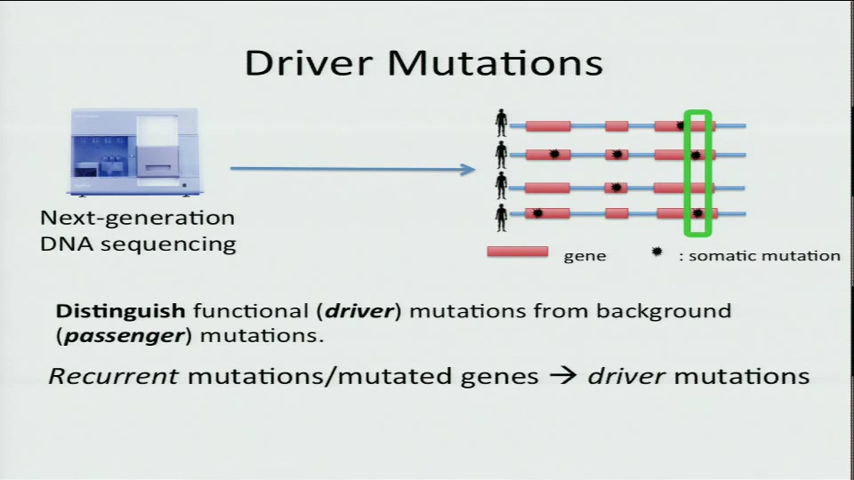 Driver Mutations
Next-generation
DNA sequencing
gene
: somatic mutation
Distinguish functional (driver) mutations from background
(passenger) mutations.
Recurrent mutations/mutated genes → driver mutations